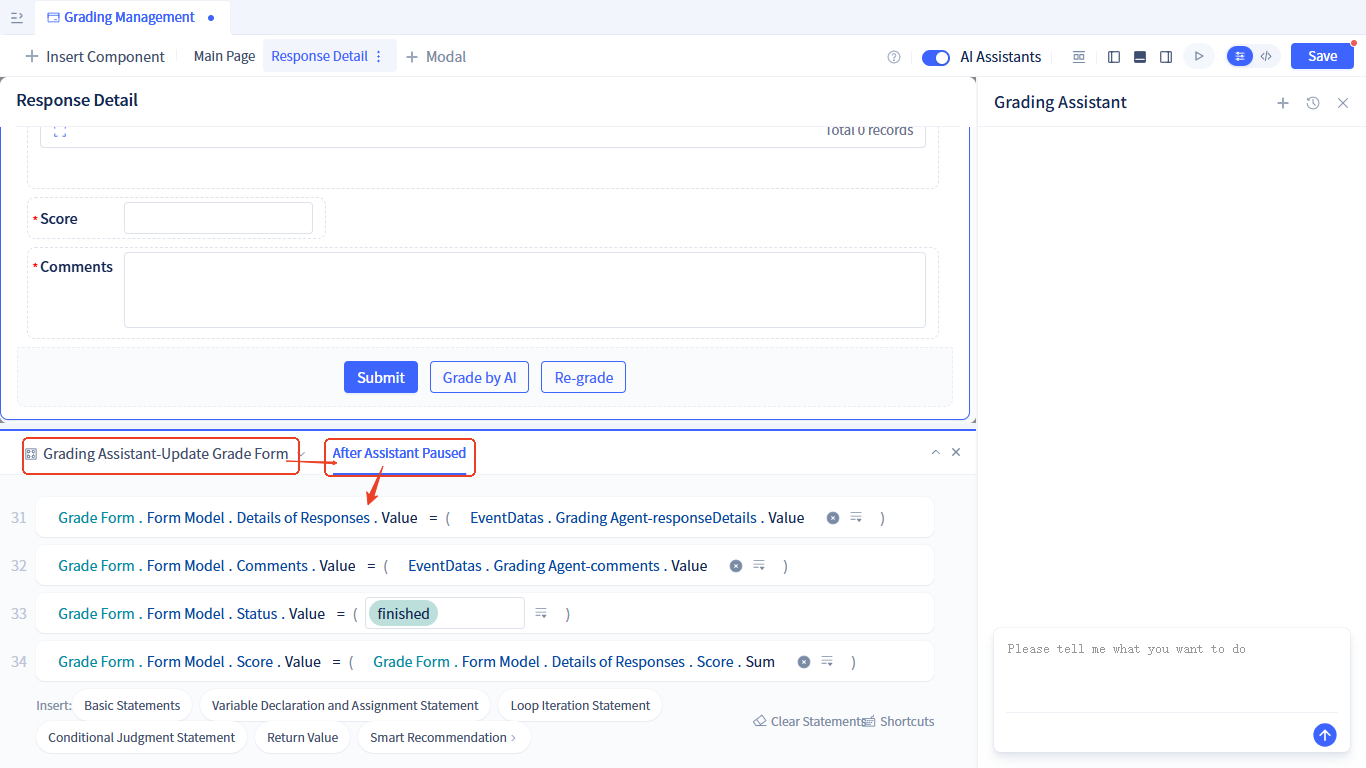 Grading Management
Insert Component
Main Page
Response Detail
Modal
AI Assistants
Save
Response Detail
Total 0 records
* Score
* Comments
Submit
Grade by AI
Re-grade
Grading Assistant
Please tell me what you want to do
Grading Assistant-Update Grade Form
After Assistant Paused
31 Grade Form . Form Model . Details of Responses . Value = ( EventDatas . Grading Agent-responseDetails . Value )
32 Grade Form . Form Model . Comments . Value = ( EventDatas . Grading Agent-comments . Value )
33 Grade Form . Form Model . Status . Value = ( finished )
34 Grade Form . Form Model . Score . Value = ( Grade Form . Form Model . Details of Responses . Score . Sum )
Insert: Basic Statements Variable Declaration and Assignment Statement Loop Iteration Statement
Conditional Judgment Statement Return Value Smart Recommendation
Clear Statements Shortcuts